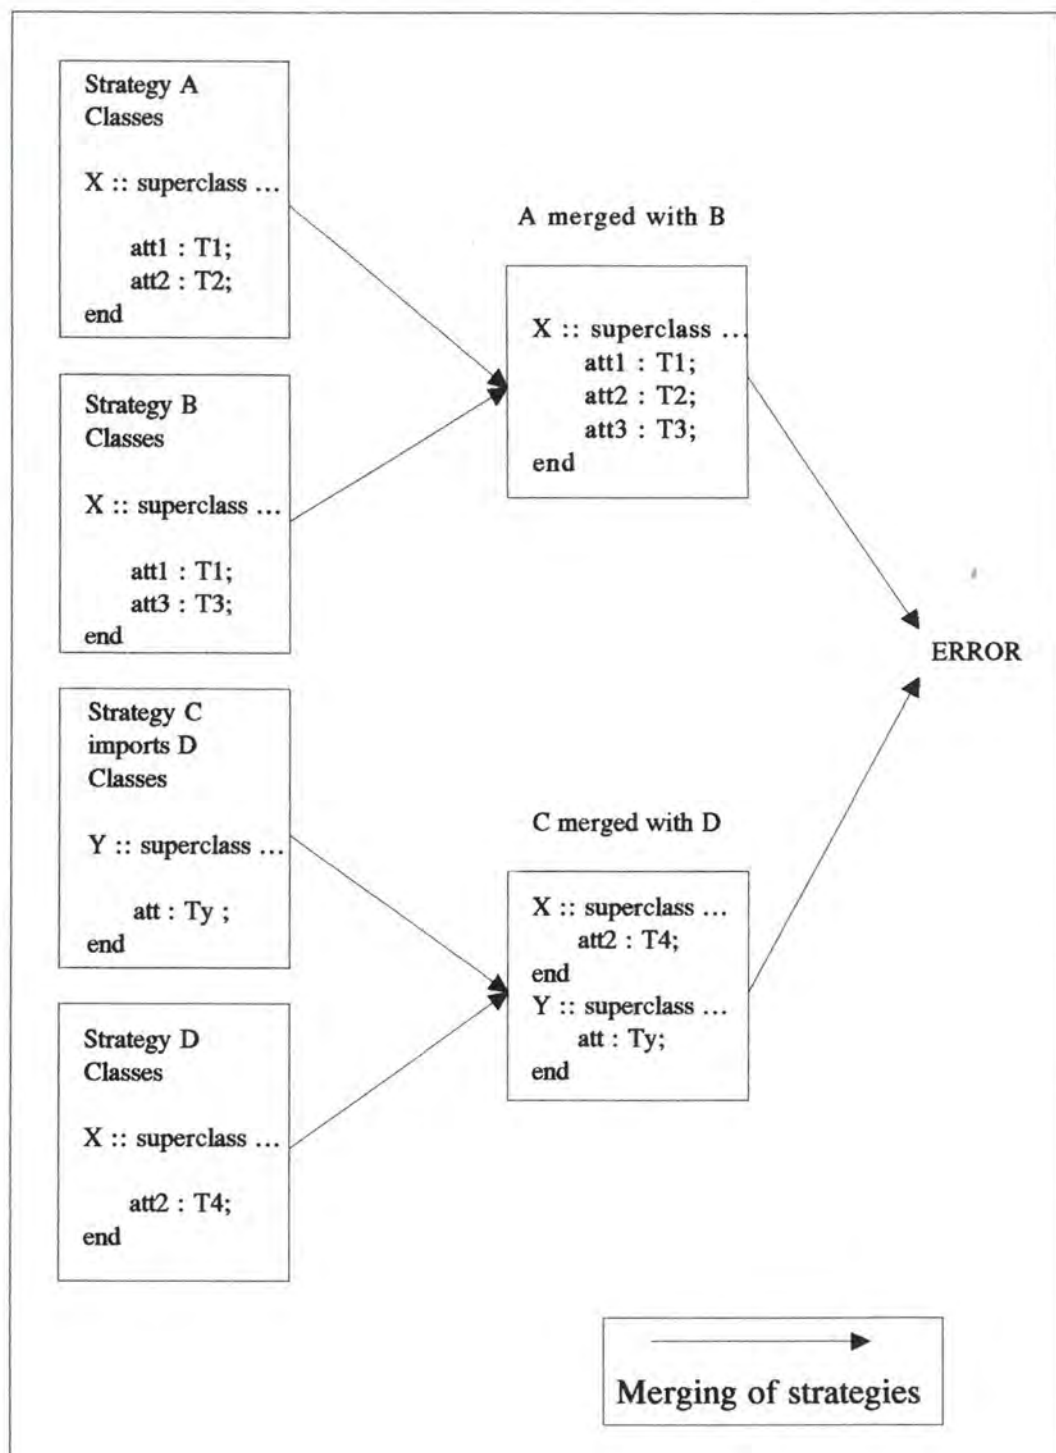 Strategy A
Classes
X :: superclass ...
att1 : T1;
att2 : T2;
end
Strategy B
Classes
X :: superclass ...
att1 : T1;
att3 : T3;
end
Strategy C
imports D
Classes
Y :: superclass ...
att : Ty ;
end
Strategy D
Classes
X :: superclass ...
att2 : T4;
end
A merged with B
X :: superclass ...
att1 : T1;
att2 : T2;
att3 : T3;
end
C merged with D
X :: superclass ...
att2 : T4;
end
Y :: superclass ...
att : Ty;
end
ERROR
Merging of strategies